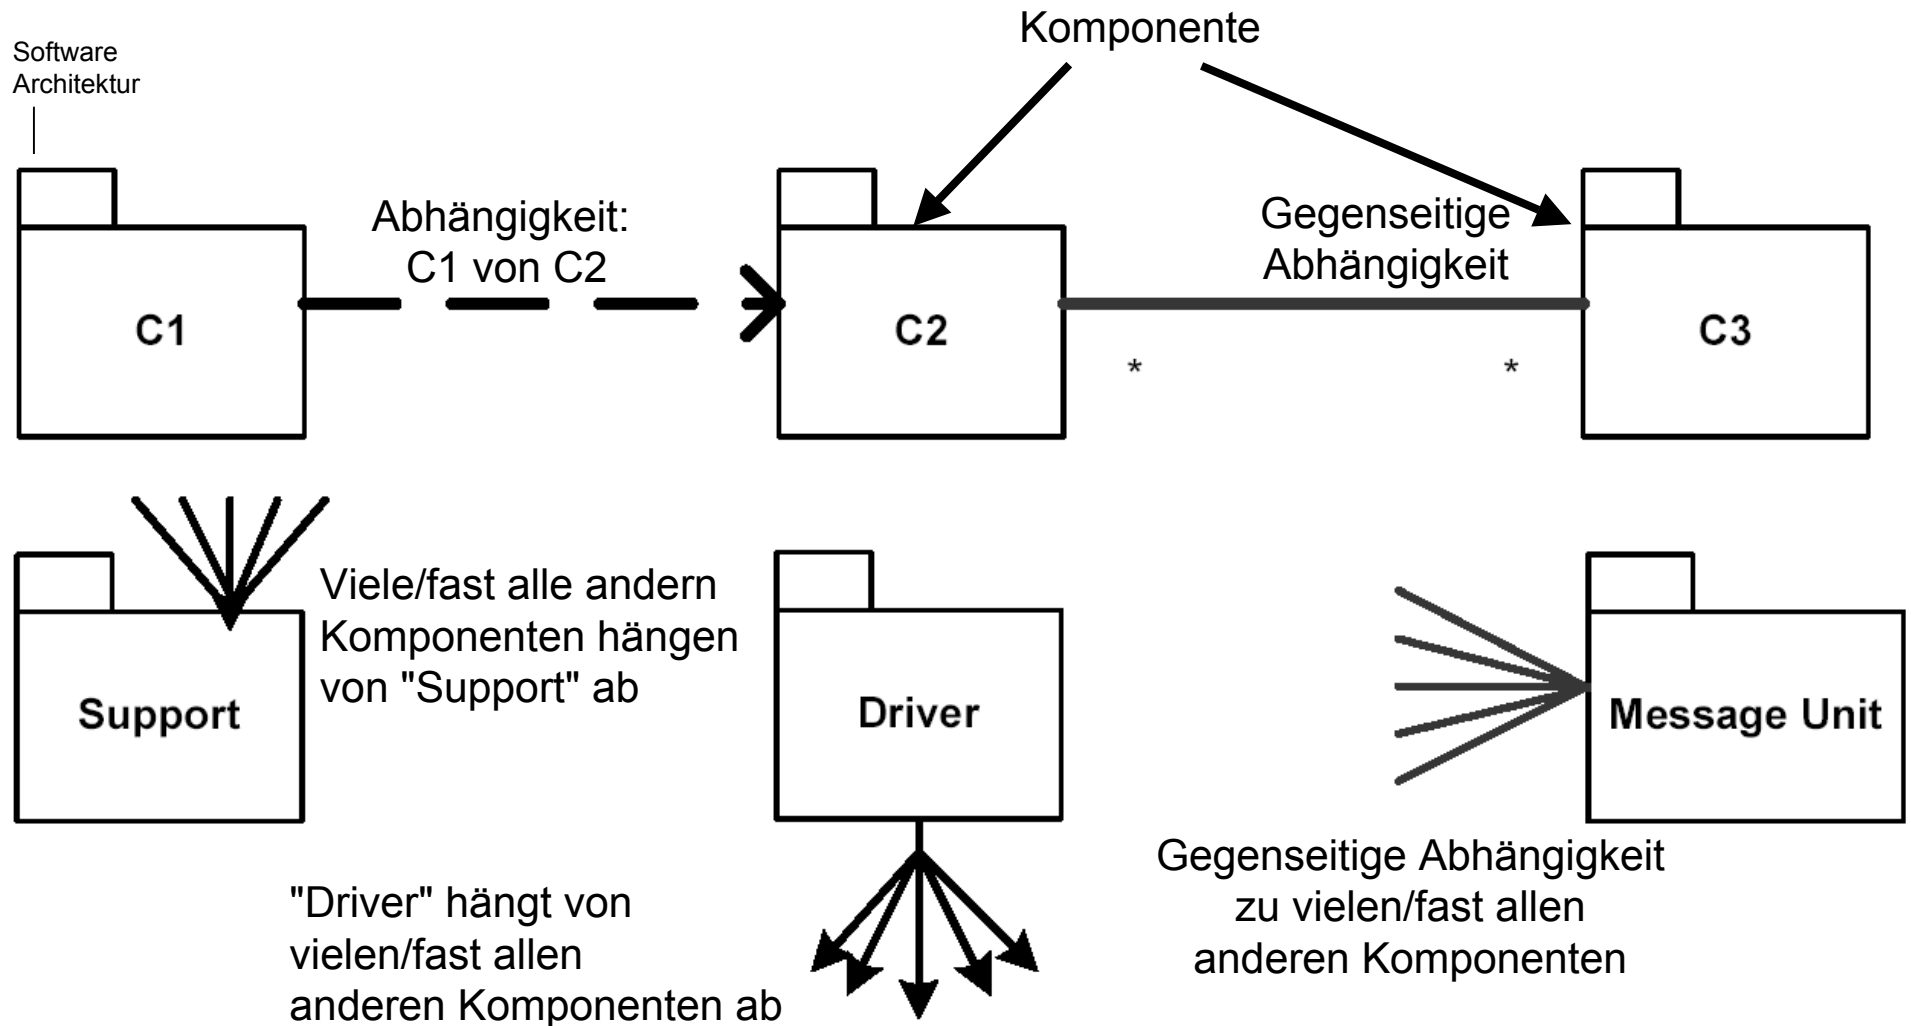 Software
Architektur
Komponente
Abhängigkeit:
C1 von C2
Gegenseitige
Abhängigkeit
C1
C2
C3
*
*
Viele/fast alle andern
Komponenten hängen
von "Support" ab
Support
Driver
Message Unit
"Driver" hängt von
vielen/fast allen
anderen Komponenten ab
Gegenseitige Abhängigkeit
zu vielen/fast allen
anderen Komponenten